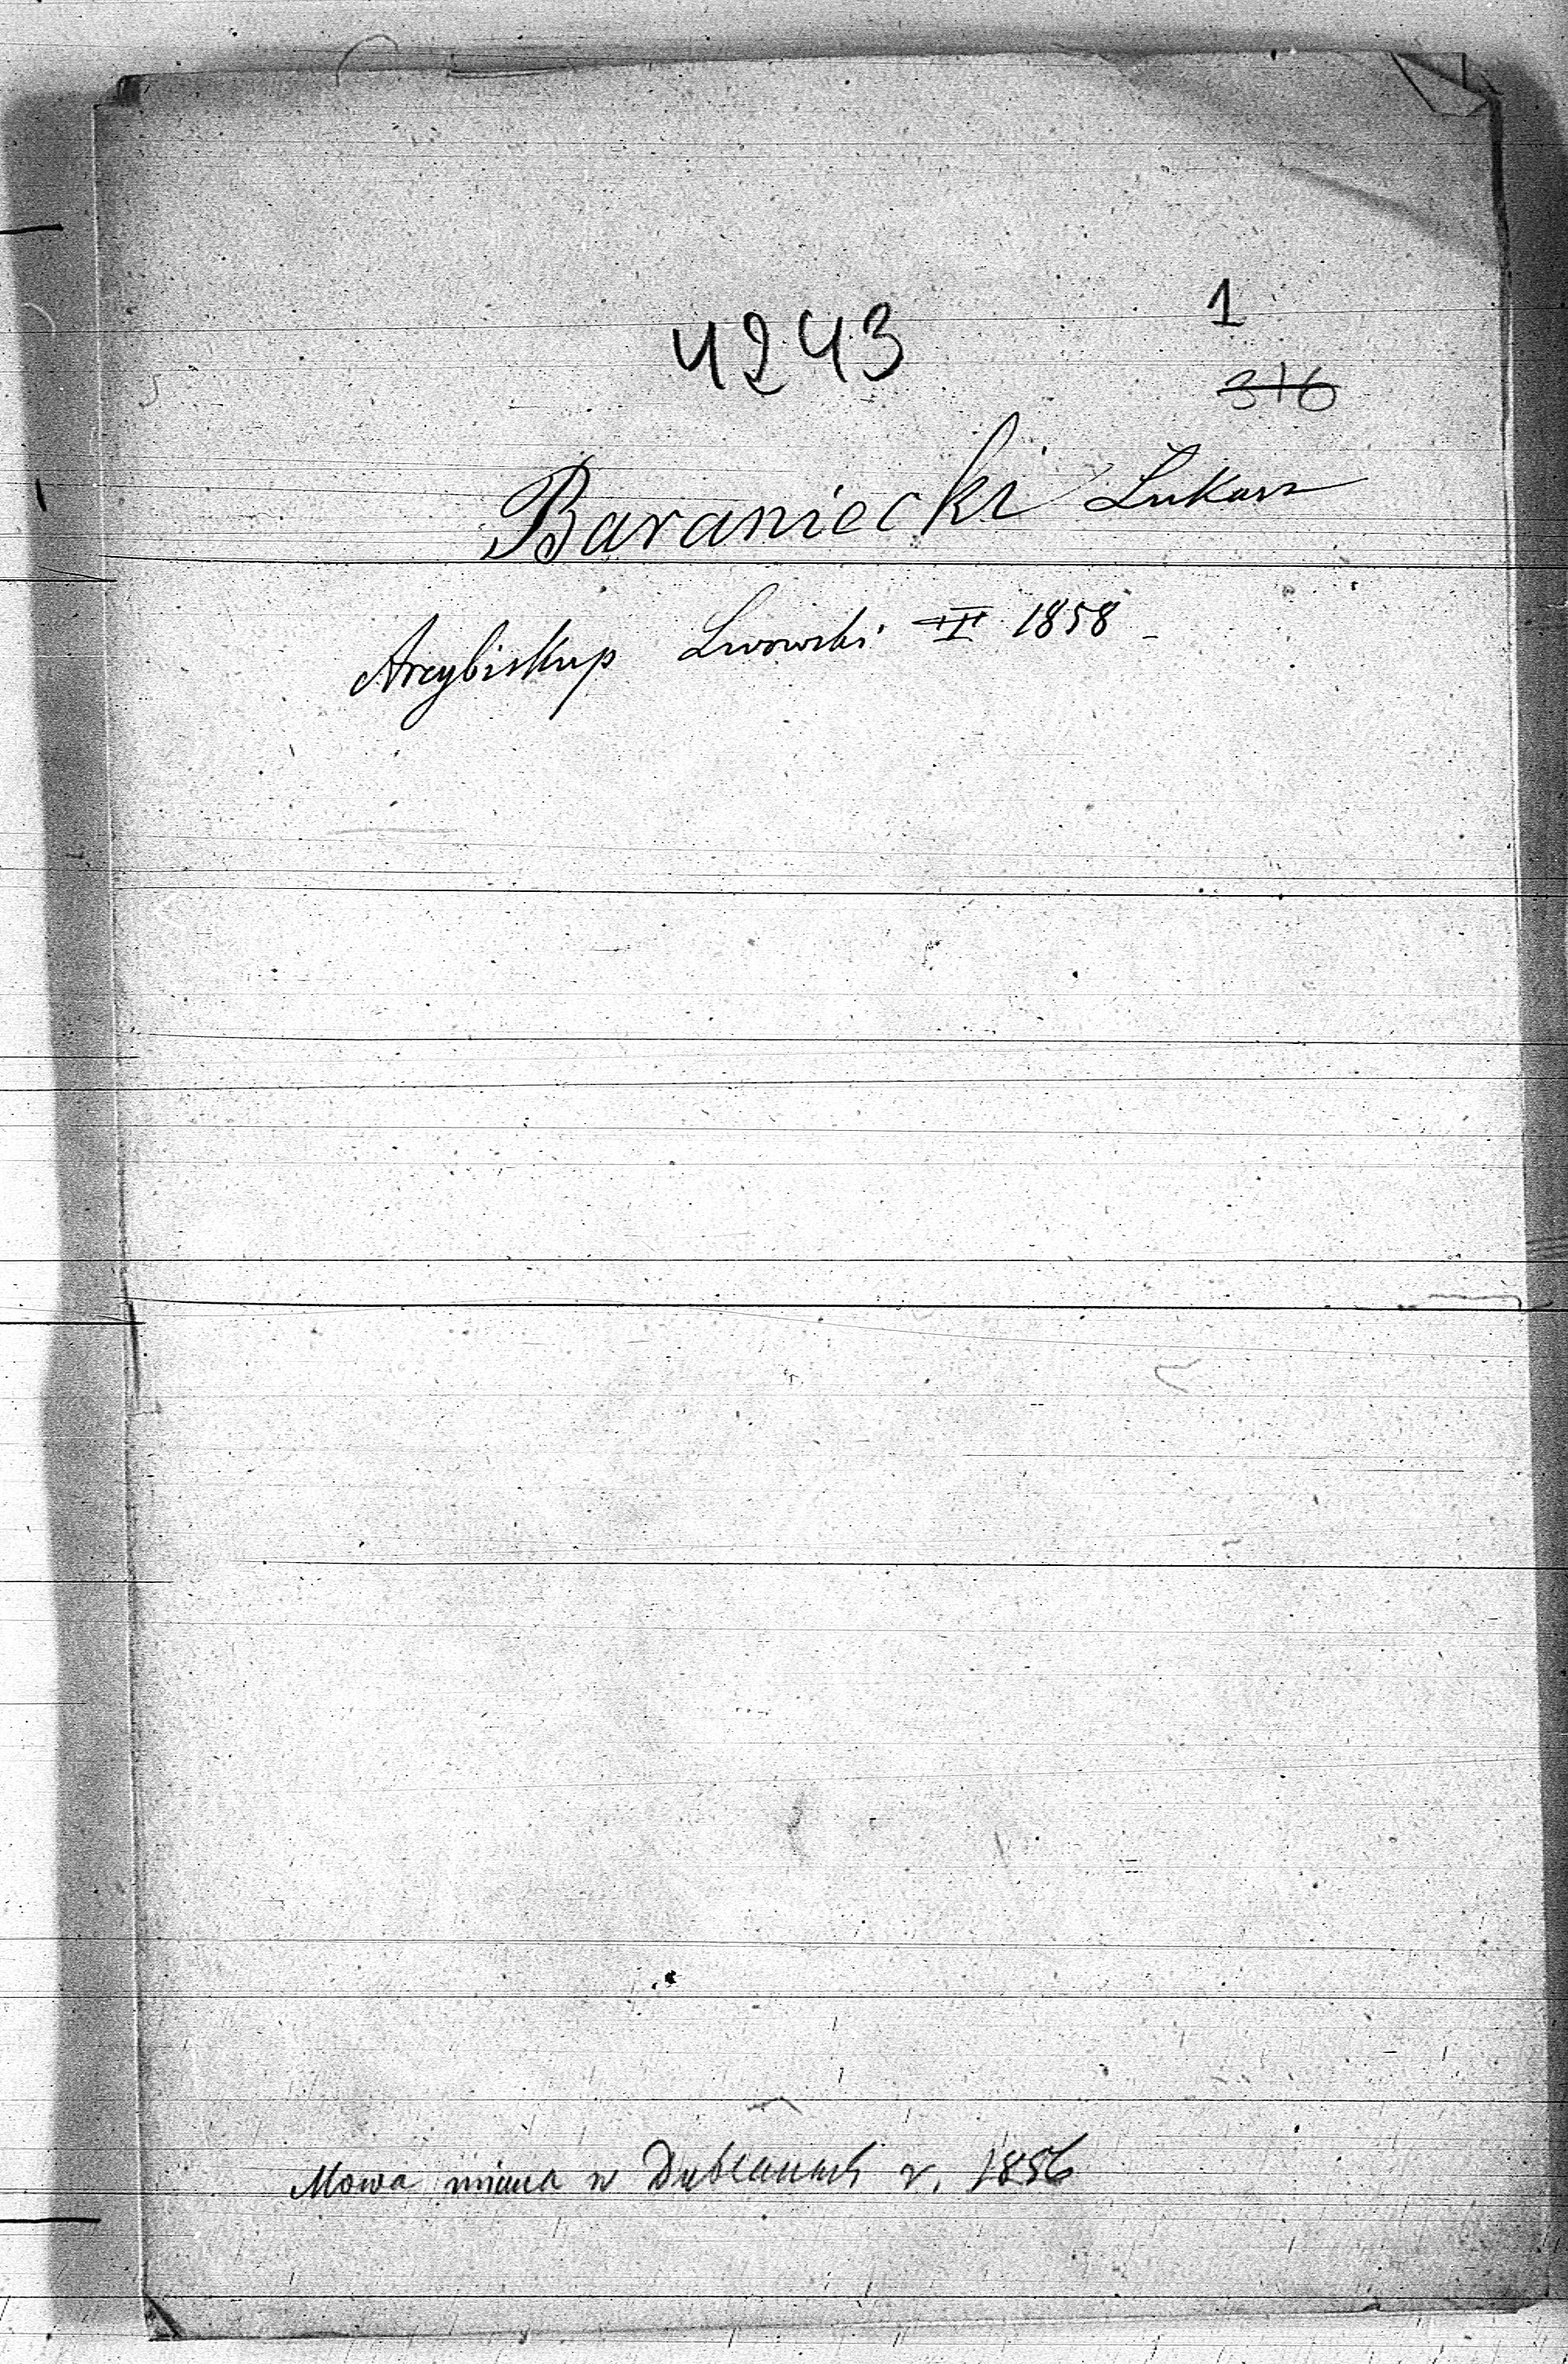 4243
1
316
Baraniecki Łukasz
Arcybiskup Lwowski 1858
Mowa miana w Dublanach r. 1856